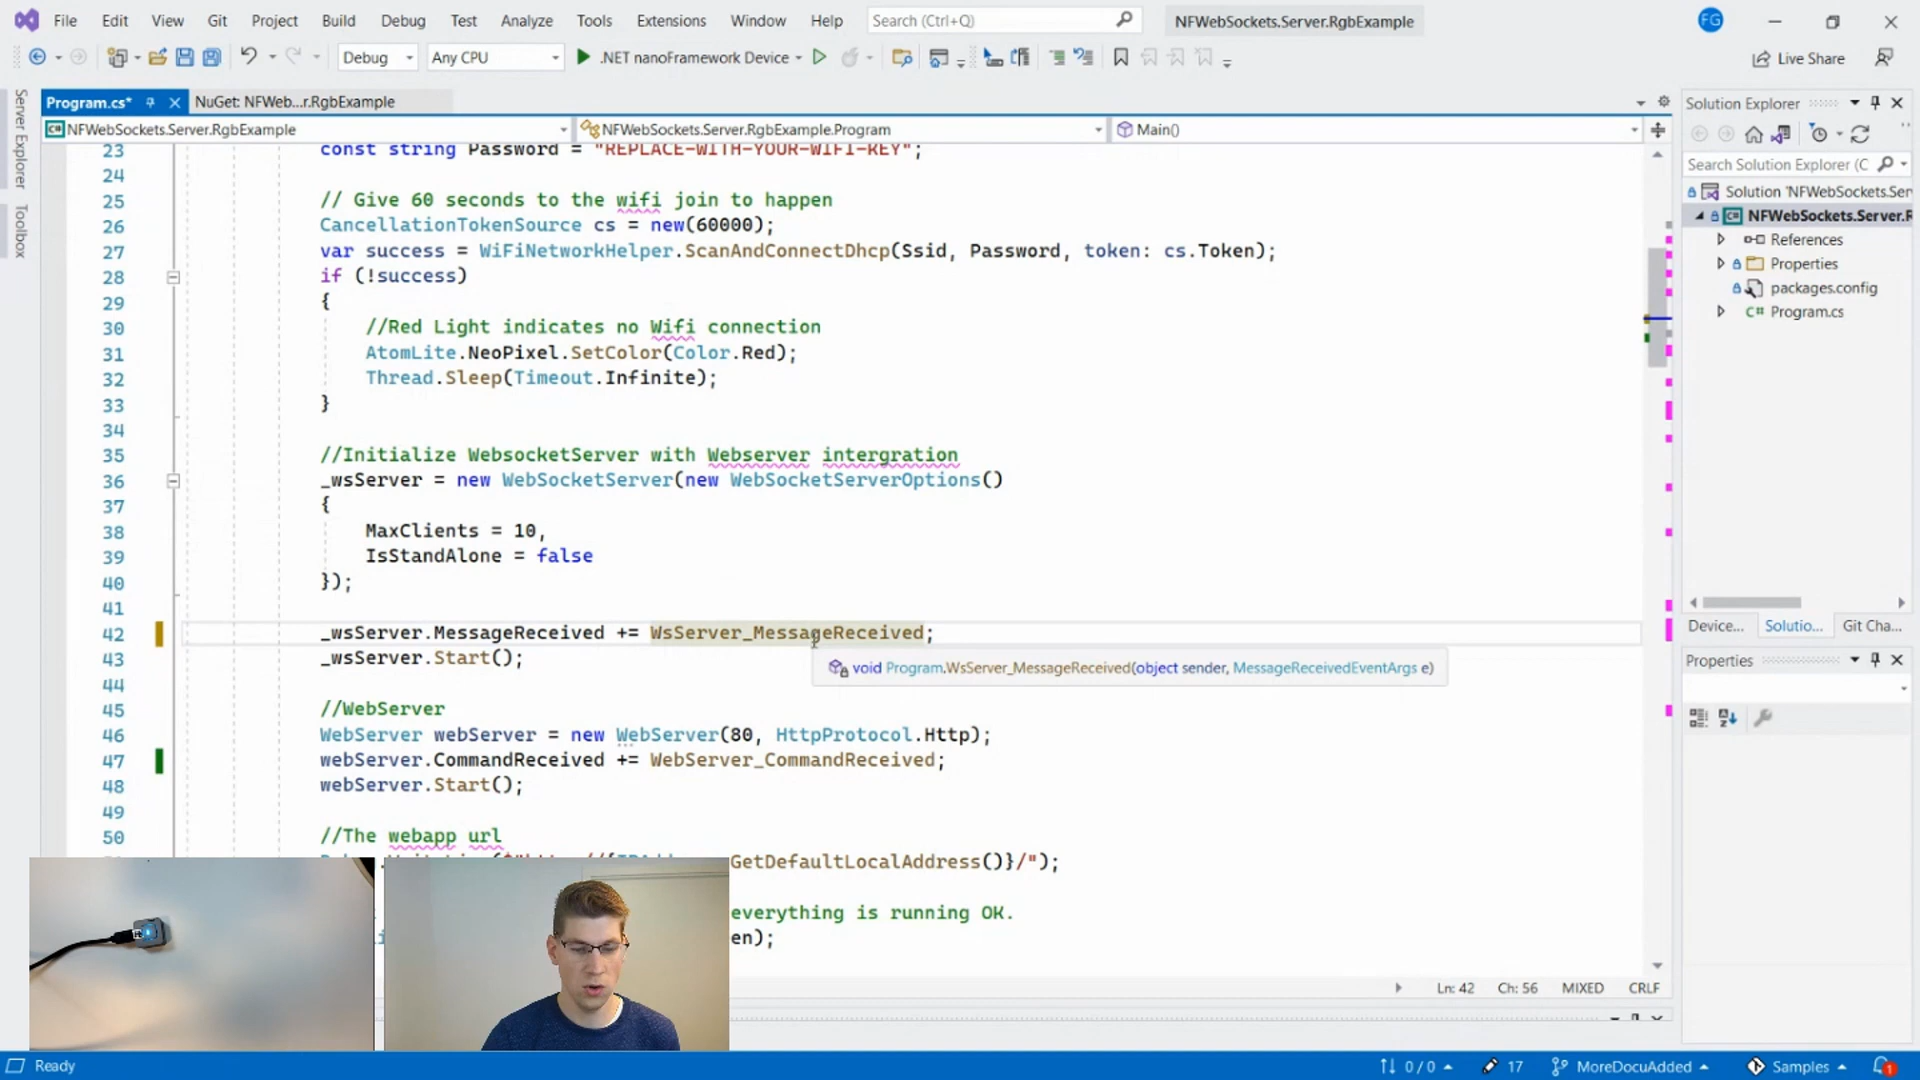 File Edit View Git Project Build Debug Test Analyze Tools Extensions Window Help Search (Ctrl+Q) NFWebSockets.Server.RgbExample FG
Debug Any CPU .NET nanoFramework Device Live Share
Server Explorer
Toolbox
Program.cs* NuGet: NFWeb...r.RgbExample
NFWebSockets.Server.RgbExample NFWebSockets.Server.RgbExample.Program Main()
23 const string Password = "REPLACE-WITH-YOUR-WIFI-KEY";
24
25 // Give 60 seconds to the wifi join to happen
26 CancellationTokenSource cs = new(60000);
27 var success = WiFiNetworkHelper.ScanAndConnectDhcp(Ssid, Password, token: cs.Token);
28 if (!success)
29 {
30 //Red Light indicates no Wifi connection
31 AtomLite.NeoPixel.SetColor(Color.Red);
32 Thread.Sleep(Timeout.Infinite);
33 }
34
35 //Initialize WebsocketServer with Webserver intergration
36 _wsServer = new WebSocketServer(new WebSocketServerOptions()
37 {
38 MaxClients = 10,
39 IsStandAlone = false
40 });
41
42 _wsServer.MessageReceived += WsServer_MessageReceived;
43 _wsServer.Start();
void Program.WsServer_MessageReceived(object sender, MessageReceivedEventArgs e)
44
45 //WebServer
46 WebServer webServer = new WebServer(80, HttpProtocol.Http);
47 webServer.CommandReceived += WebServer_CommandReceived;
48 webServer.Start();
49
50 //The webapp url
GetDefaultLocalAddress()}/");
everything is running OK.
en);
Ln: 42 Ch: 56 MIXED CRLF
Solution Explorer
Search Solution Explorer (C
Solution 'NFWebSockets.Ser
NFWebSockets.Server.R
References
Properties
packages.config
C# Program.cs
Device... Solutio... Git Cha...
Properties
Ready 0 / 0 17 MoreDocuAdded Samples 1